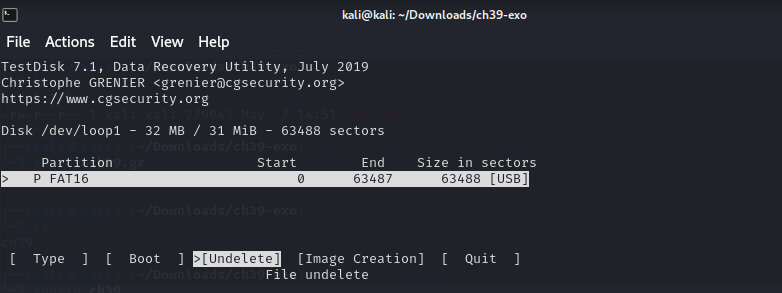 kali@kali: ~/Downloads/ch39-exo
File Actions Edit View Help
TestDisk 7.1, Data Recovery Utility, July 2019
Christophe GRENIER <grenier@cgsecurity.org>
https://www.cgsecurity.org
Disk /dev/loop1 - 32 MB / 31 MiB - 63488 sectors
Partition Start End Size in sectors
> P FAT16 0 63487 63488 [USB]
[ Type ] [ Boot ] >[Undelete] [Image Creation] [ Quit ]
File undelete